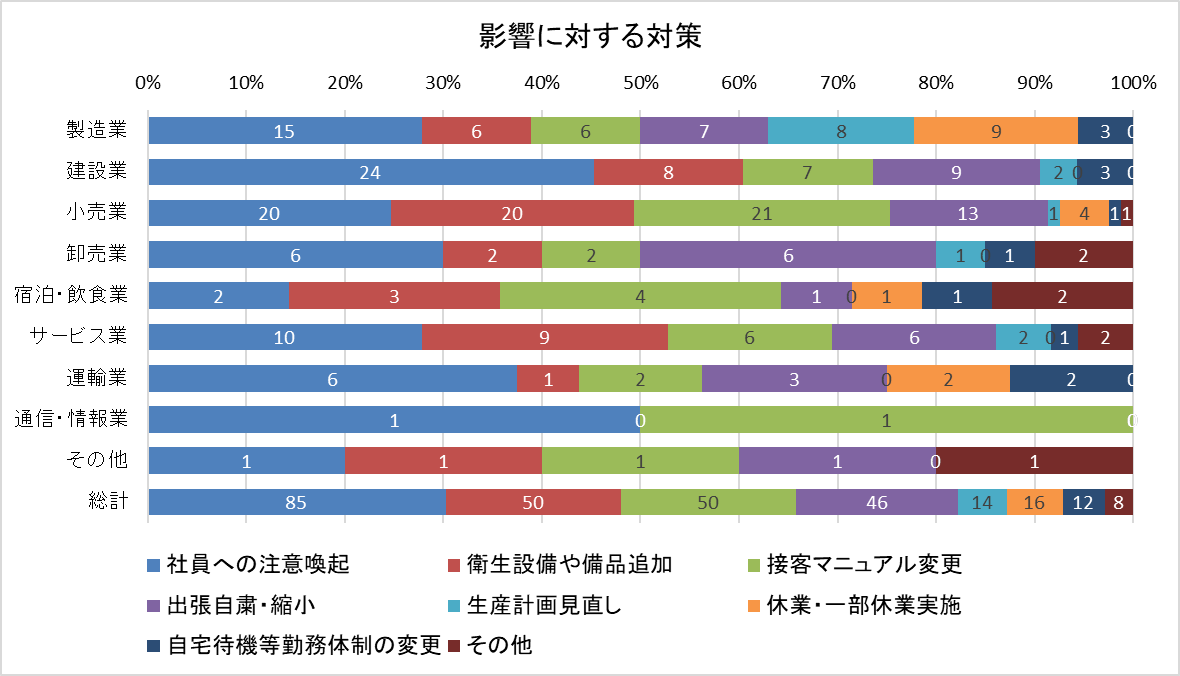 影響に対する対策
0% 10% 20% 30% 40% 50% 60% 70% 80% 90% 100%
製造業 15 6 6 7 8 9 3 0
建設業 24 8 7 9 2 0 3 0
小売業 20 20 21 13 1 4 1 1
卸売業 6 2 2 6 1 0 1 2
宿泊・飲食業 2 3 4 1 0 1 1 2
サービス業 10 9 6 6 2 0 1 2
運輸業 6 1 2 3 0 2 2 0
通信・情報業 1 0 1 0
その他 1 1 1 1 0 1
総計 85 50 50 46 14 16 12 8
社員への注意喚起 衛生設備や備品追加 接客マニュアル変更
出張自粛・縮小 生産計画見直し 休業・一部休業実施
自宅待機等勤務体制の変更 その他